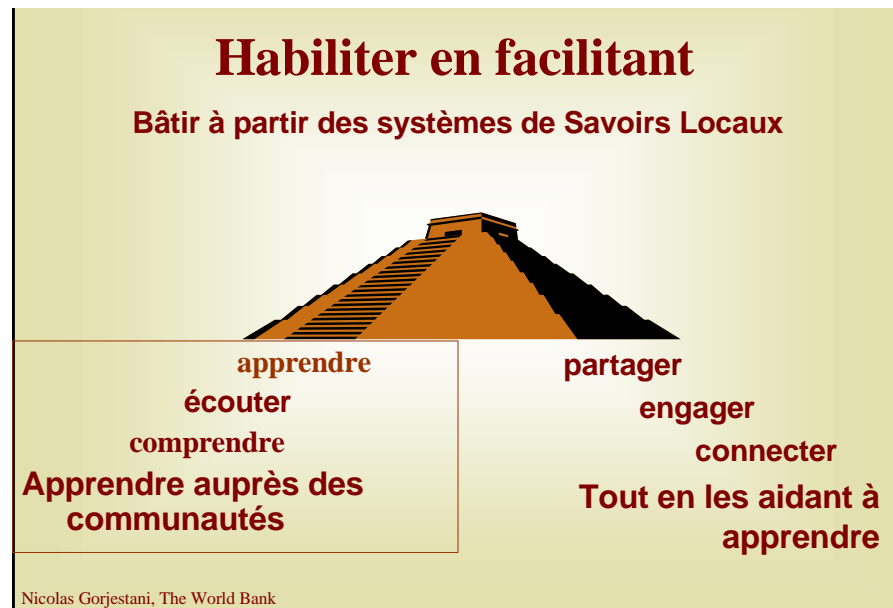 Habiliter en facilitant
Bâtir à partir des systèmes de Savoirs Locaux
apprendre
écouter
comprendre
Apprendre auprès des
communautés
partager
engager
connecter
Tout en les aidant à
apprendre
Nicolas Gorjestani, The World Bank